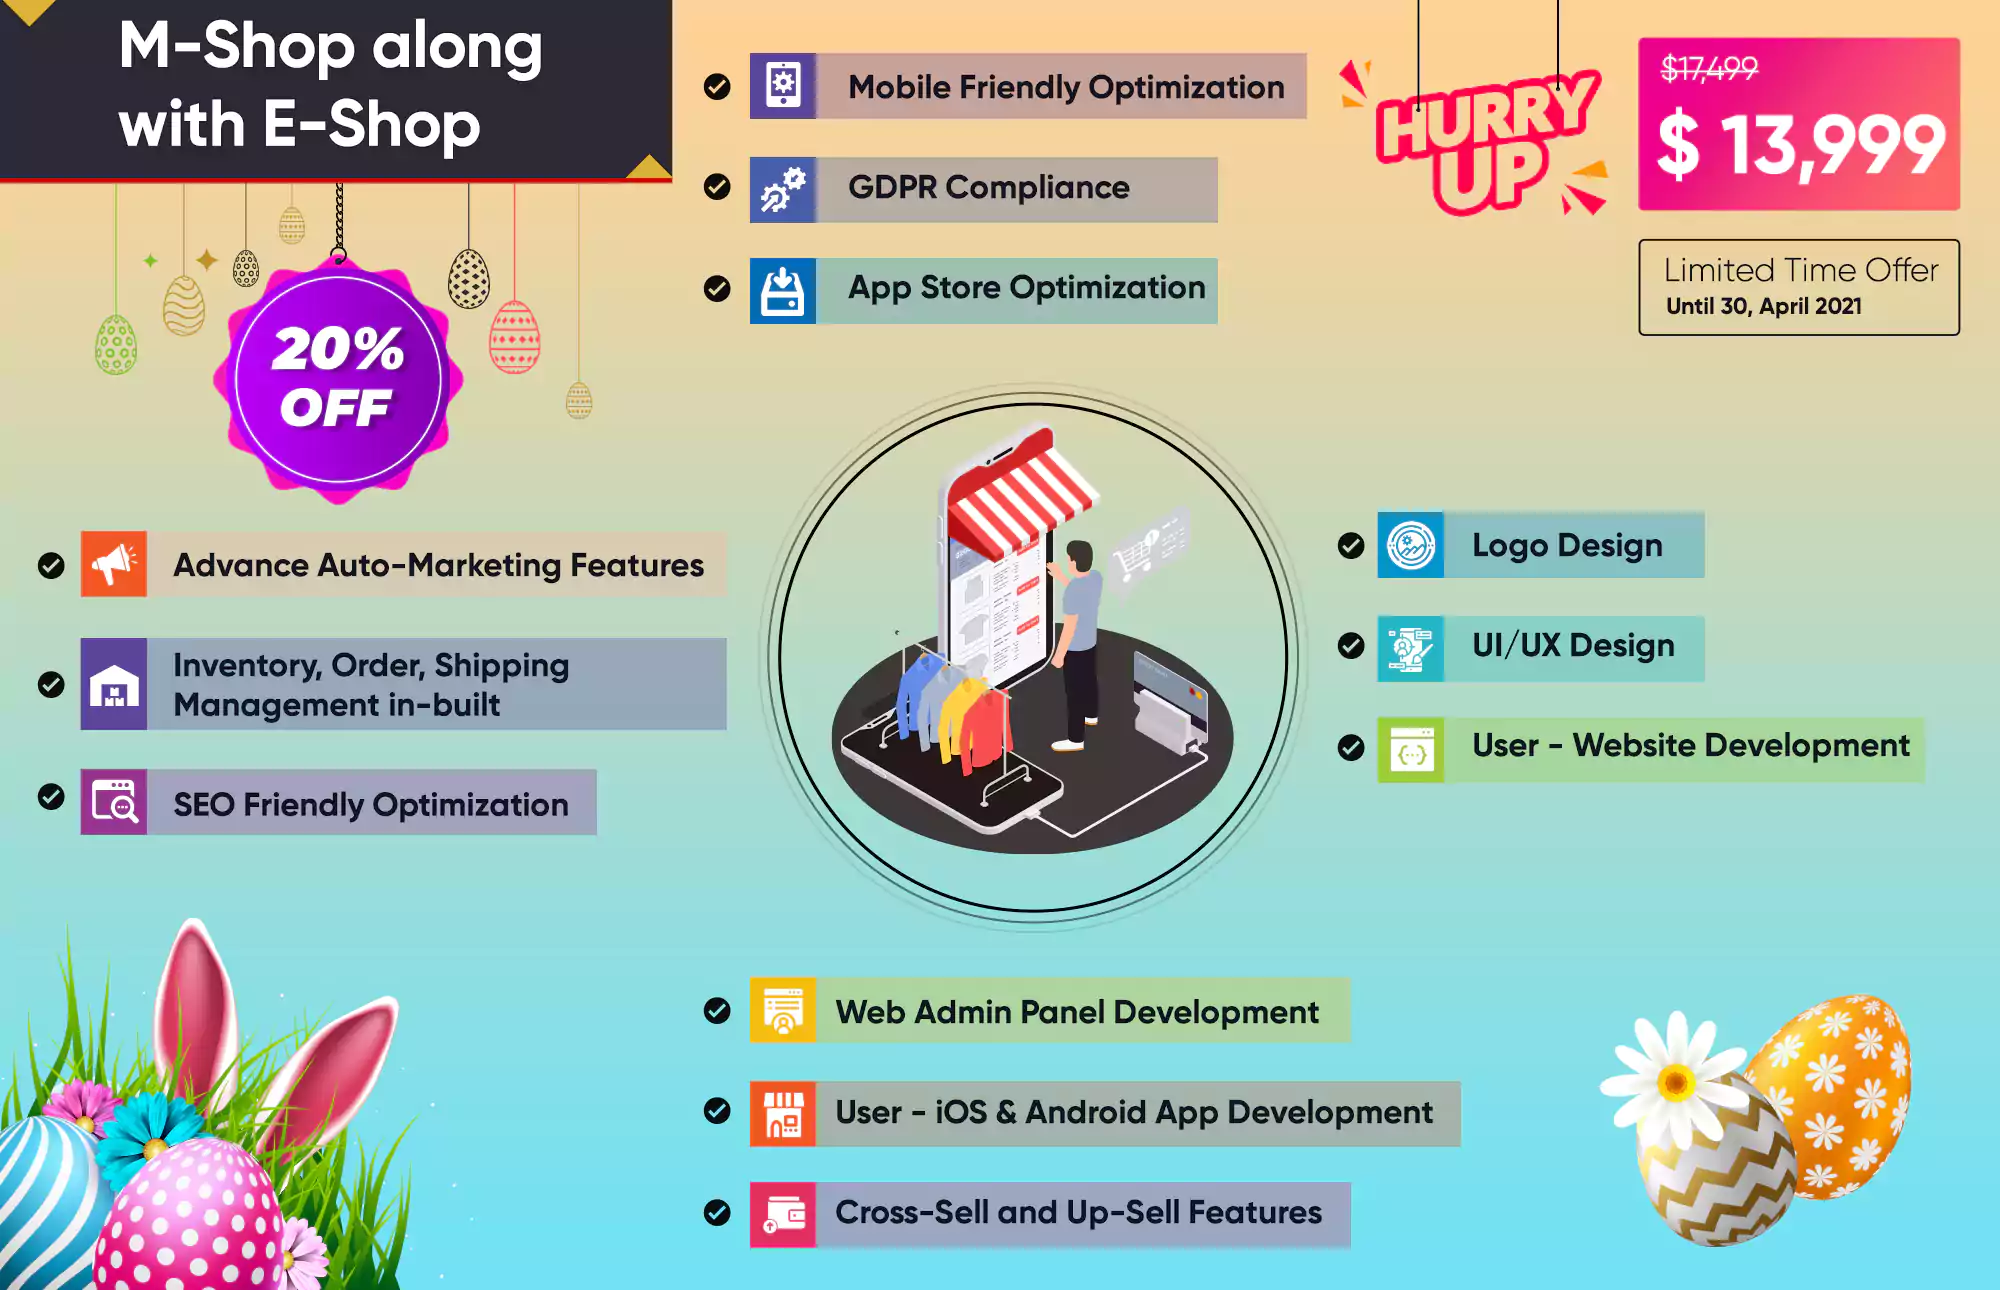 M-Shop along
with E-Shop
20%
OFF
Mobile Friendly Optimization
GDPR Compliance
App Store Optimization
HURRY
UP
$17,499
$ 13,999
Limited Time Offer
Until 30, April 2021
Advance Auto-Marketing Features
Inventory, Order, Shipping
Management in-built
SEO Friendly Optimization
Logo Design
UI/UX Design
User - Website Development
Web Admin Panel Development
User - iOS & Android App Development
Cross-Sell and Up-Sell Features